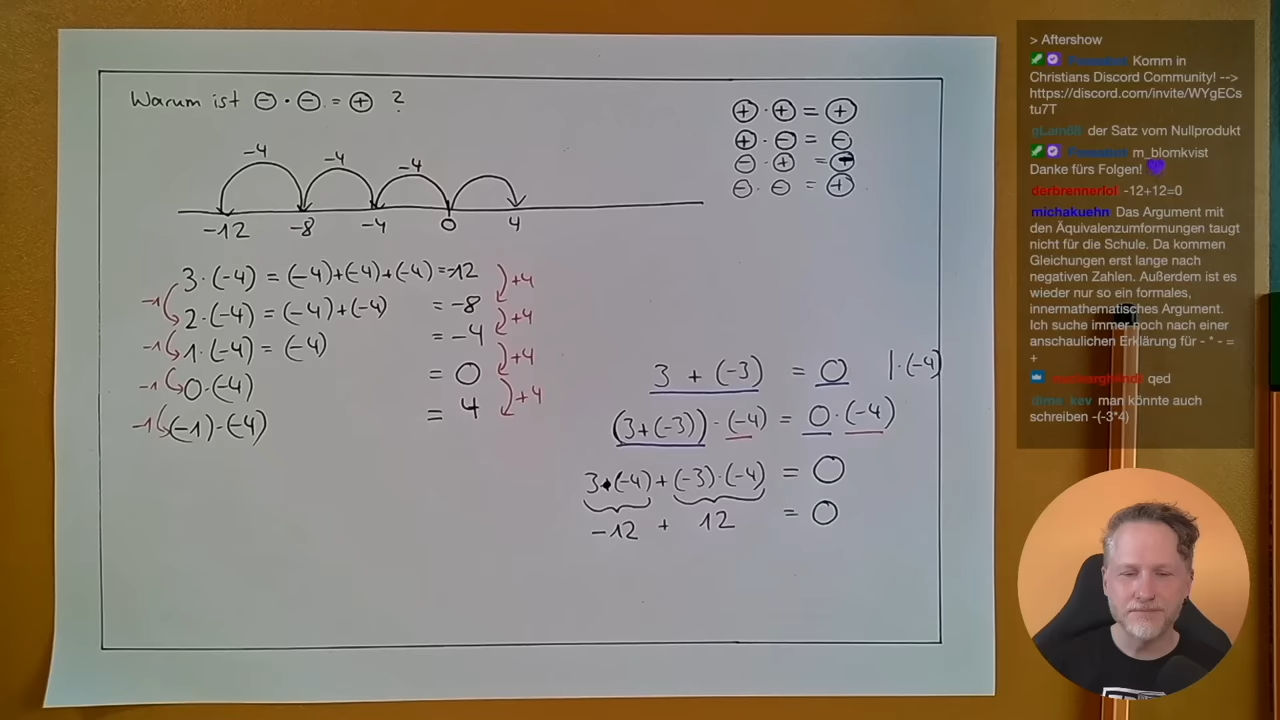 Warum ist ⊖ · ⊖ = ⊕ ?
⊕ · ⊕ = ⊕
⊕ · ⊖ = ⊖
⊖ · ⊕ =
⊖ · ⊖ = ⊕
-4 -4 -4
-12 -8 -4 0 4
3·(-4) = (-4)+(-4)+(-4) = -12
-1 +4
2·(-4) = (-4)+(-4) = -8
-1 +4
1·(-4) = (-4) = -4
-1 +4
0·(-4) = 0
-1 +4
(-1)·(-4) = 4
3 + (-3) = 0 |·(-4)
(3+(-3))·(-4) = 0·(-4)
3·(-4)+(-3)·(-4) = 0
-12 + 12 = 0
> Aftershow
Komm in
Christians Discord Community! -->
https://discord.com/invite/WYgECs
tu7T
gLamöß der Satz vom Nullprodukt
m_blomkvist
Danke fürs Folgen! 💜
derbrennerlol -12+12=0
michakuehn Das Argument mit
den Äquivalenzumformungen taugt
nicht für die Schule. Da kommen
Gleichungen erst lange nach
negativen Zahlen. Außerdem ist es
wieder nur so ein formales,
innermathematisches Argument.
Ich suche immer noch nach einer
anschaulichen Erklärung für - * - =
+
qed
dima_kev man könnte auch
schreiben -(-3*4)